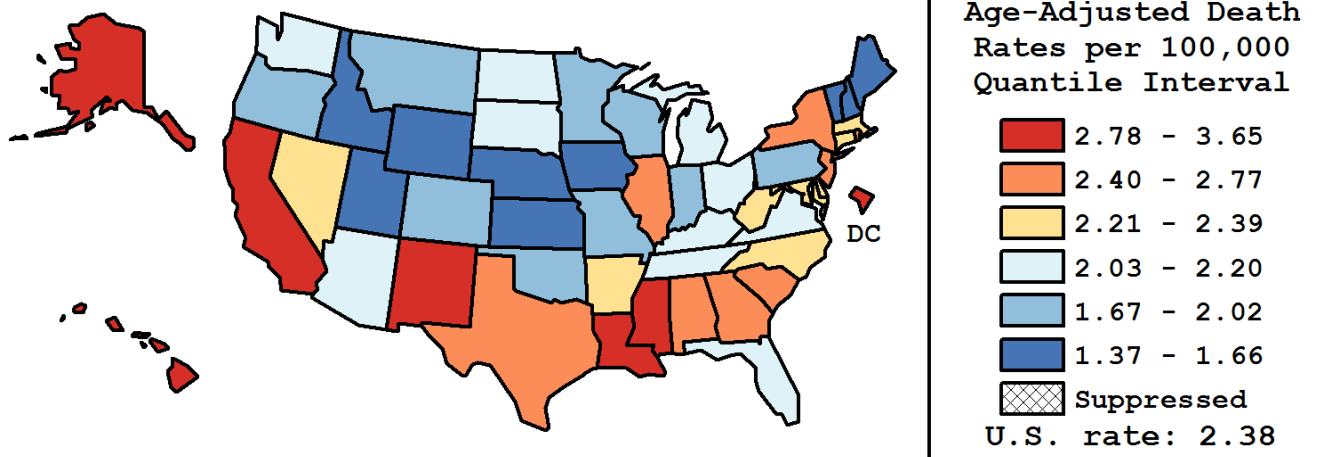 Age-Adjusted Death
Rates per 100,000
Quantile Interval
2.78 - 3.65
2.40 - 2.77
2.21 - 2.39
2.03 - 2.20
1.67 - 2.02
1.37 - 1.66
Suppressed
U.S. rate: 2.38
DC